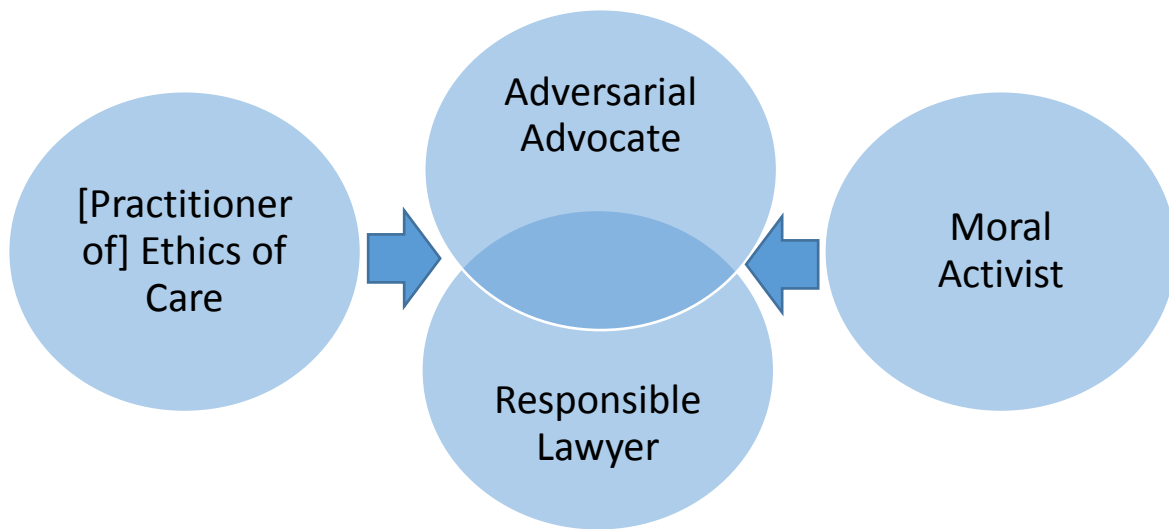 [Practitioner
of] Ethics of
Care
Adversarial
Advocate
Responsible
Lawyer
Moral
Activist